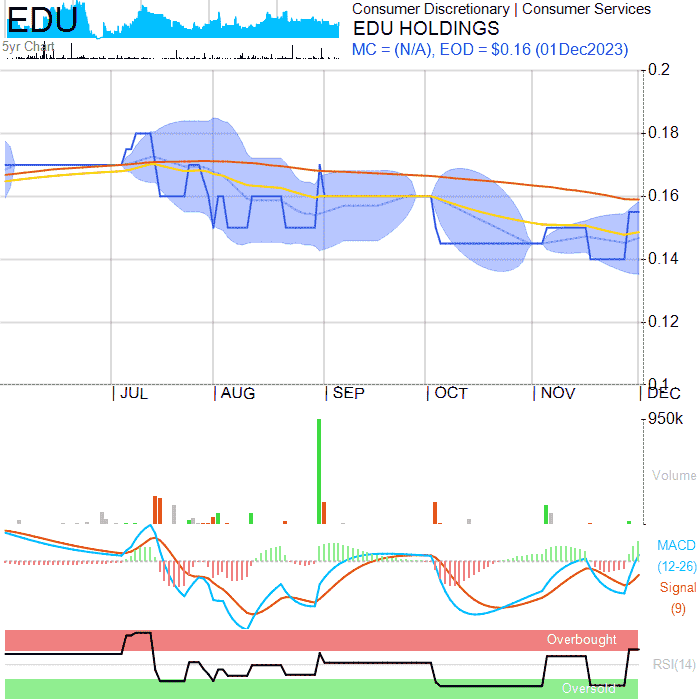 EDU
5yr Chart
Consumer Discretionary | Consumer Services
EDU HOLDINGS
MC = (N/A), EOD = $0.16 (01Dec2023)
0.2
0.18
0.16
0.14
0.12
0.1
JUL AUG SEP OCT NOV DEC
950k
Volume
MACD
(12-26)
Signal
(9)
Overbought
RSI(14)
Oversold